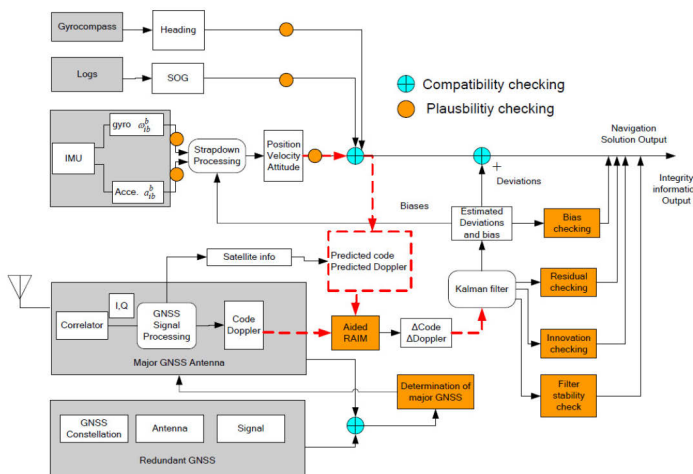 Gyrocompass
Heading
Logs
SOG
Compatibility checking
Plausbilitiy checking
gyro ω_ib^b
IMU
Acce. a_ib^b
Strapdown
Processing
Position
Velocity
Attitude
Navigation
Solution Output
+
Deviations
Integrity
information
Output
Biases
Estimated
Deviations
and bias
Bias
checking
Satellite info
Predicted code
Predicted Doppler
Kalman filter
Residual
checking
I,Q
Correlator
GNSS
Signal
Processing
Code
Doppler
Aided
RAIM
ΔCode
ΔDoppler
Innovation
checking
Major GNSS Antenna
Determination of
major GNSS
Filter
stability
check
GNSS
Constellation
Antenna
Signal
Redundant GNSS